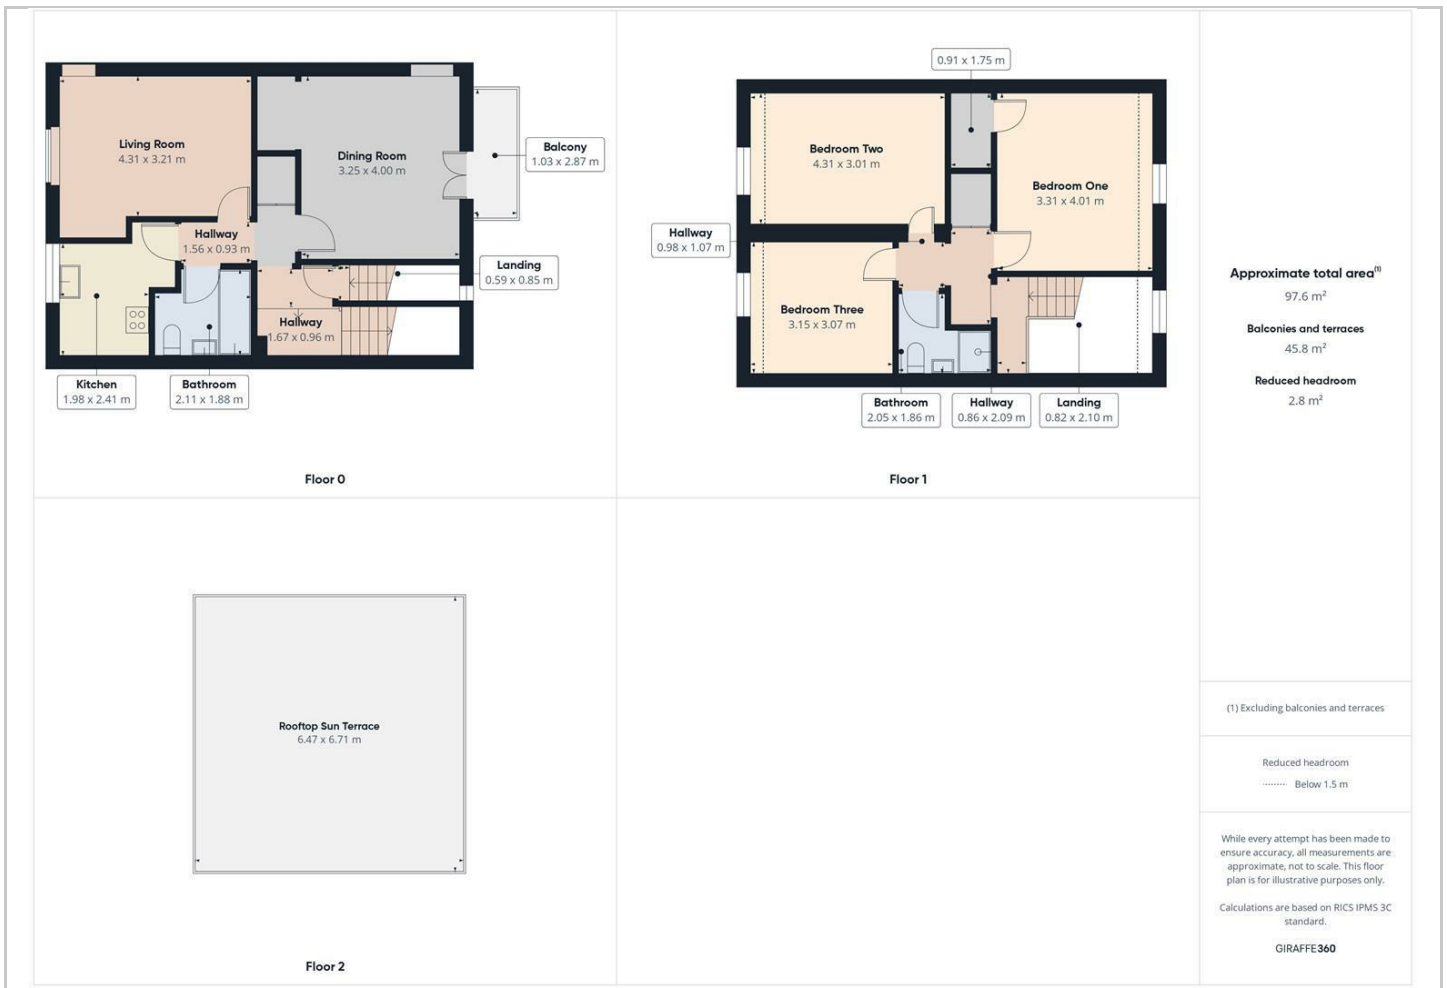 Living Room
4.31 x 3.21 m
Dining Room
3.25 x 4.00 m
Balcony
1.03 x 2.87 m
Hallway
1.56 x 0.93 m
Landing
0.59 x 0.85 m
Hallway
1.67 x 0.96 m
Kitchen
1.98 x 2.41 m
Bathroom
2.11 x 1.88 m
Floor 0
0.91 x 1.75 m
Bedroom Two
4.31 x 3.01 m
Bedroom One
3.31 x 4.01 m
Hallway
0.98 x 1.07 m
Bedroom Three
3.15 x 3.07 m
Bathroom
2.05 x 1.86 m
Hallway
0.86 x 2.09 m
Landing
0.82 x 2.10 m
Floor 1
Rooftop Sun Terrace
6.47 x 6.71 m
Floor 2
Approximate total area⁽¹⁾
97.6 m²
Balconies and terraces
45.8 m²
Reduced headroom
2.8 m²
(1) Excluding balconies and terraces
Reduced headroom
Below 1.5 m
While every attempt has been made to
ensure accuracy, all measurements are
approximate, not to scale. This floor
plan is for illustrative purposes only.
Calculations are based on RICS IPMS 3C
standard.
GIRAFFE360